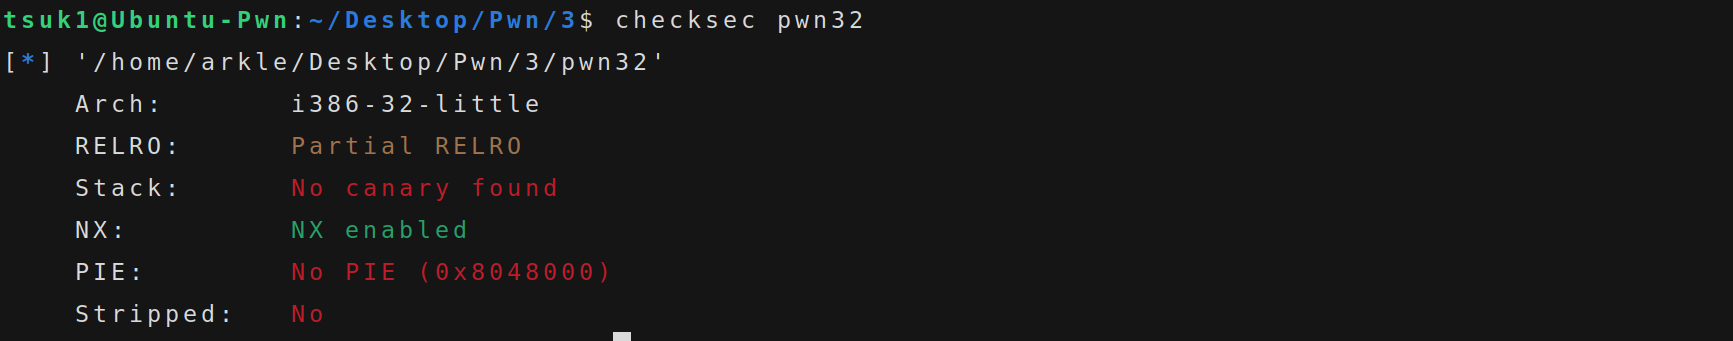 tsuk1@Ubuntu-Pwn:~/Desktop/Pwn/3$ checksec pwn32
[*] '/home/arkle/Desktop/Pwn/3/pwn32'
    Arch:       i386-32-little
    RELRO:      Partial RELRO
    Stack:      No canary found
    NX:         NX enabled
    PIE:        No PIE (0x8048000)
    Stripped:   No